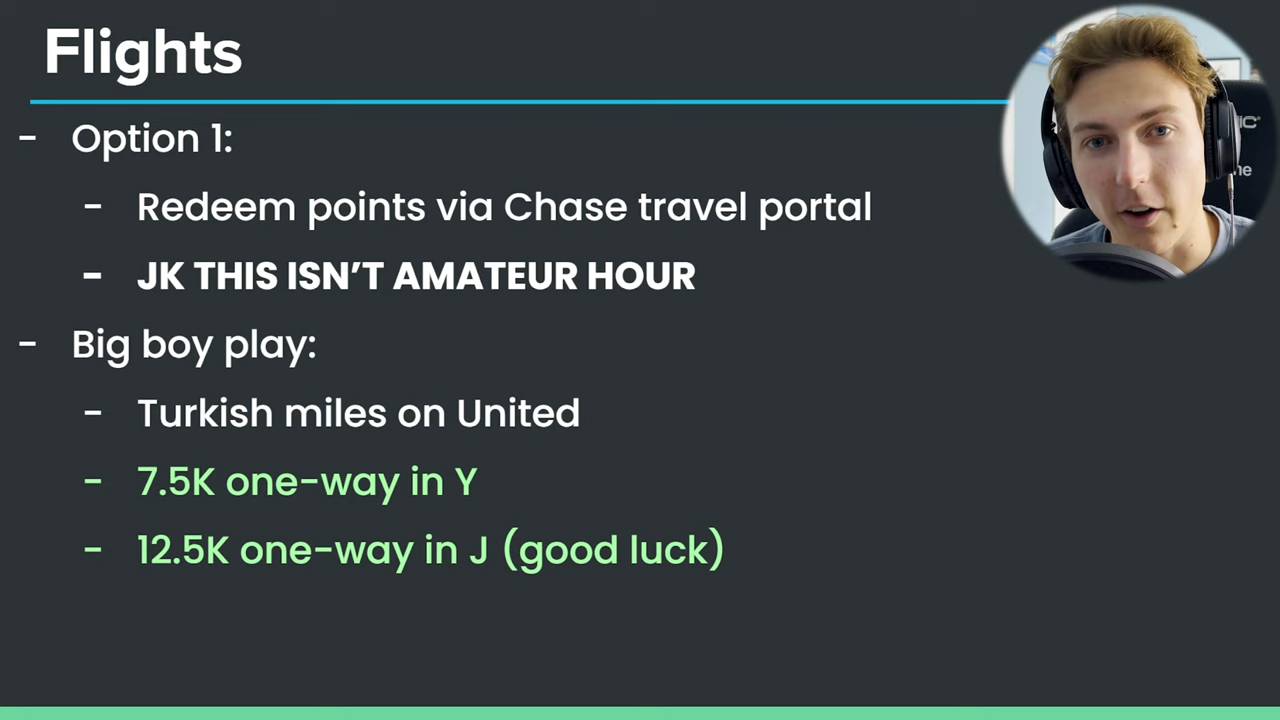 Flights
- Option 1:
- Redeem points via Chase travel portal
- JK THIS ISN'T AMATEUR HOUR
- Big boy play:
- Turkish miles on United
- 7.5K one-way in Y
- 12.5K one-way in J (good luck)